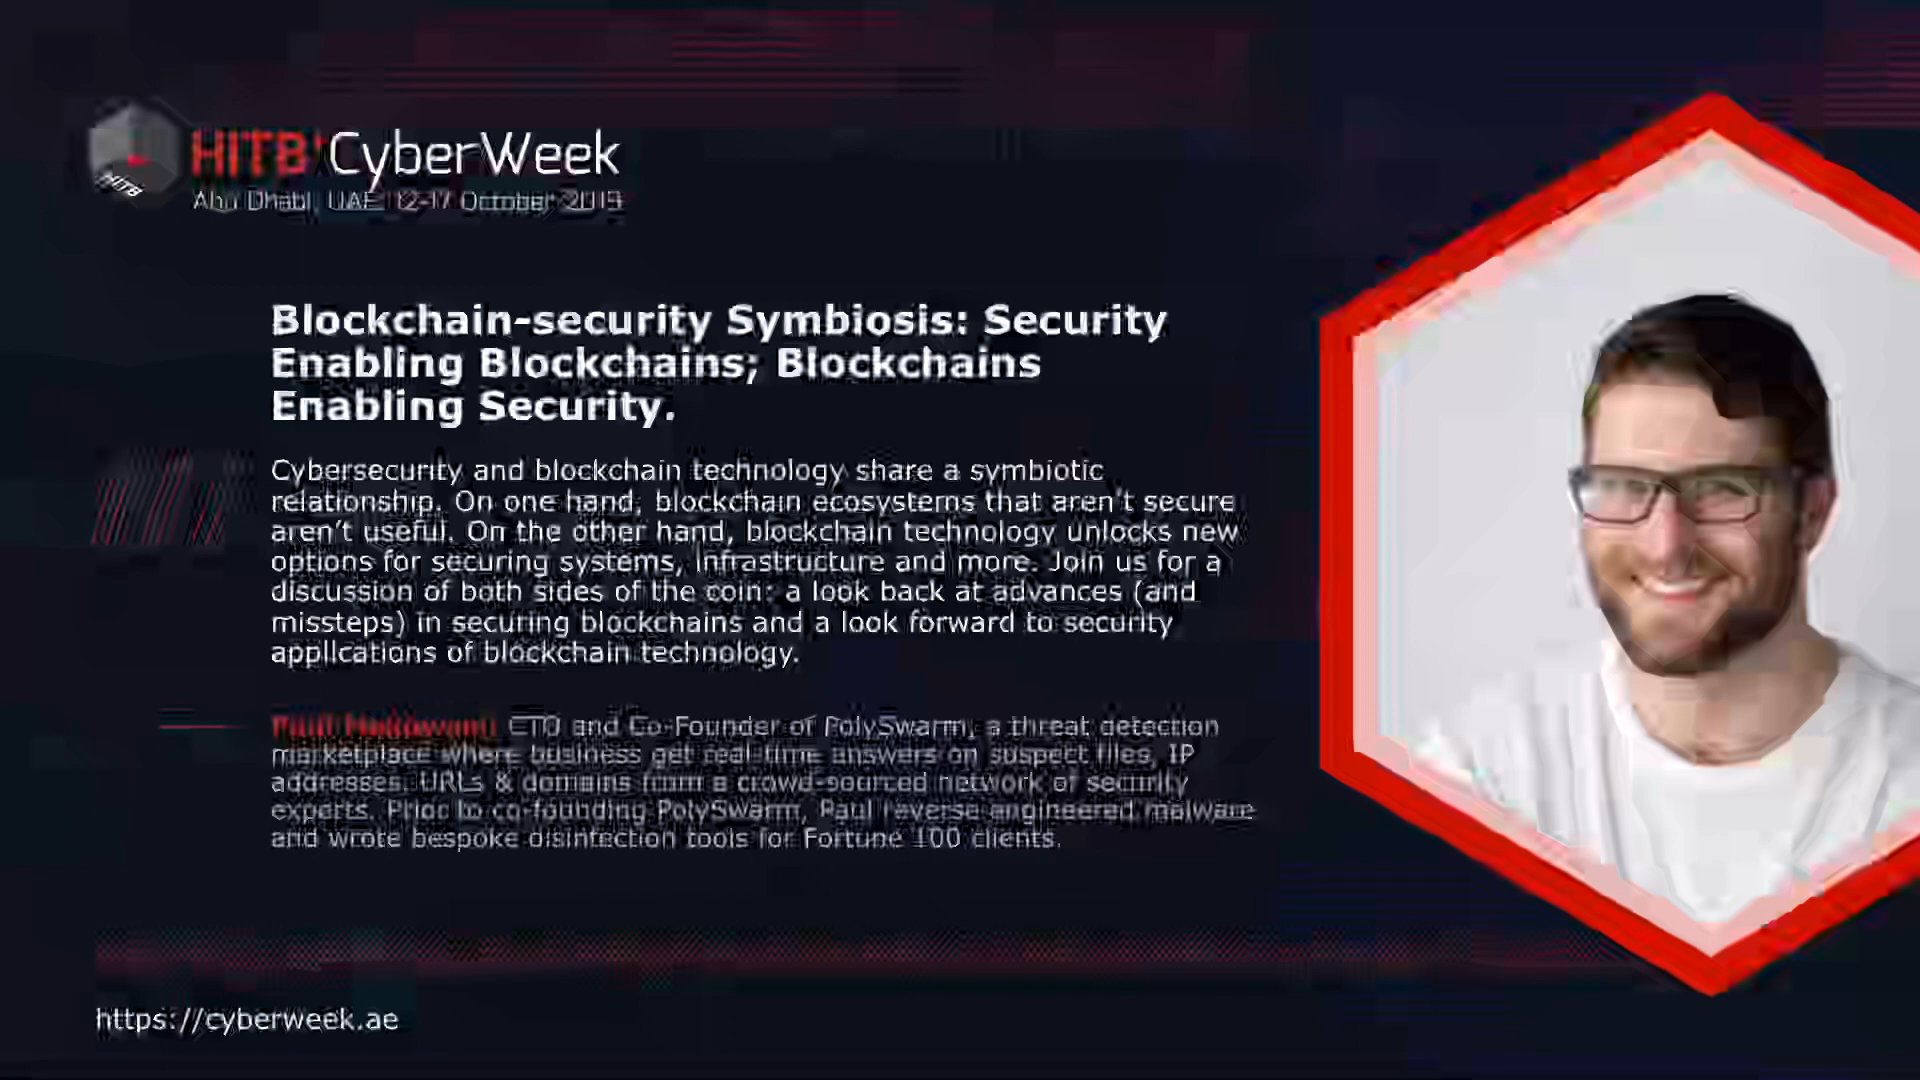 HITB
HITB+ CyberWeek
Abu Dhabi, UAE 12-17 October 2019
Blockchain-security Symbiosis: Security
Enabling Blockchains; Blockchains
Enabling Security.
Cybersecurity and blockchain technology share a symbiotic
relationship. On one hand, blockchain ecosystems that aren't secure
aren't useful. On the other hand, blockchain technology unlocks new
options for securing systems, infrastructure and more. Join us for a
discussion of both sides of the coin: a look back at advances (and
missteps) in securing blockchains and a look forward to security
applications of blockchain technology.
Paul CTO and Co-Founder of PolySwarm, a threat detection
marketplace where business get real-time answers on suspect files, IP
addresses, URLs & domains from a crowd-sourced network of security
experts. Prior to co-founding PolySwarm, Paul reverse engineered malware
and wrote bespoke disinfection tools for Fortune 100 clients.
https://cyberweek.ae